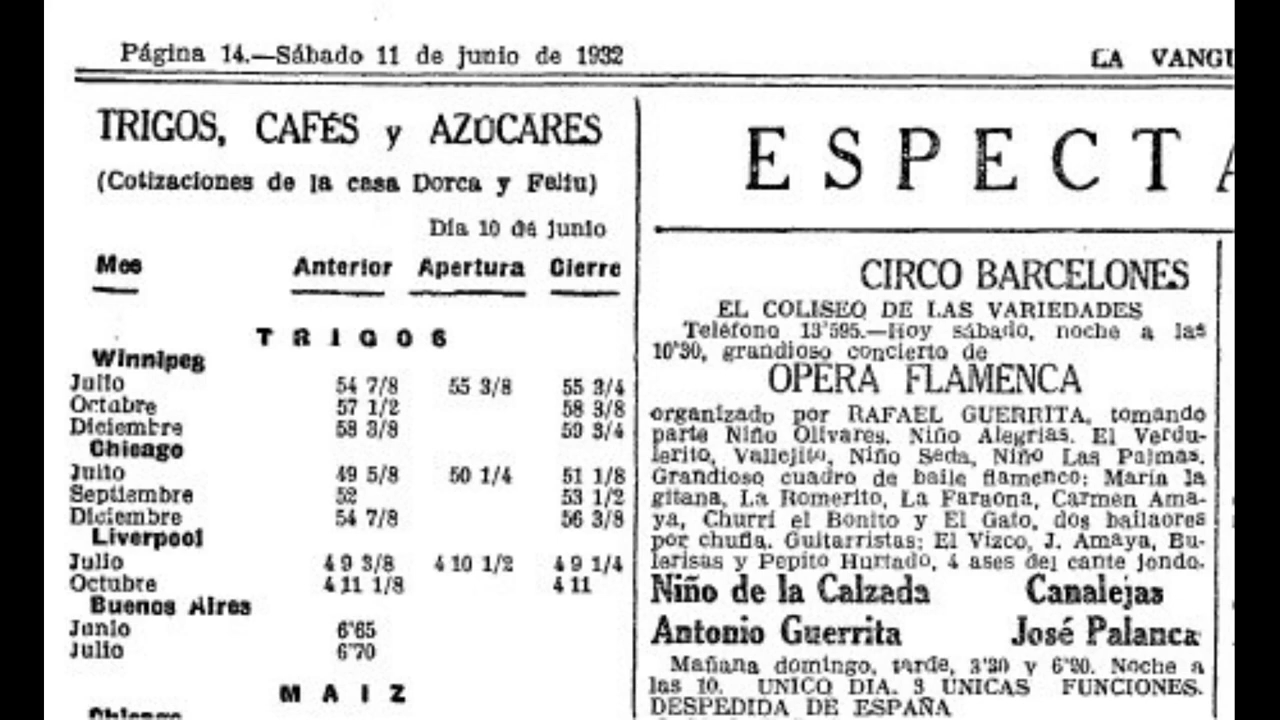 Página 14.—Sábado 11 de junio de 1932
LA VANGU
TRIGOS, CAFÉS y AZÚCARES
(Cotizaciones de la casa Dorca y Feliu)
Día 10 de junio
Mes Anterior Apertura Cierre
TRIGOS
Winnipeg
Julio 54 7/8 55 3/8 55 3/4
Octubre 57 1/2 58 3/8
Diciembre 58 3/8 59 3/4
Chicago
Julio 49 5/8 50 1/4 51 1/8
Septiembre 52 53 1/2
Diciembre 54 7/8 56 3/8
Liverpool
Julio 4 9 3/8 4 10 1/2 4 9 1/4
Octubre 4 11 1/8 4 11
Buenos Aires
Junio 6'65
Julio 6'70
MAIZ
Chicago
ESPECTA
CIRCO BARCELONES
EL COLISEO DE LAS VARIEDADES
Teléfono 13'595.—Hoy sábado, noche a las
10'30, grandioso concierto de
OPERA FLAMENCA
organizado por RAFAEL GUERRITA, tomando
parte Niño Olivares, Niño Alegrías, El Verdu-
lerito, Vallejito, Niño Seda, Niño Las Palmas.
Grandioso cuadro de baile flamenco: María la
gitana, La Romerito, La Faraona, Carmen Ama-
ya, Churri el Bonito y El Gato, dos bailaores
por chufla. Guitarristas: El Vizco, J. Amaya, Bu-
lerisas y Pepito Hurtado, 4 ases del cante jondo.
Niño de la Calzada Canalejas
Antonio Guerrita José Palanca
Mañana domingo, tarde, 3'30 y 6'30. Noche a
las 10. UNICO DIA. 3 UNICAS FUNCIONES.
DESPEDIDA DE ESPAÑA